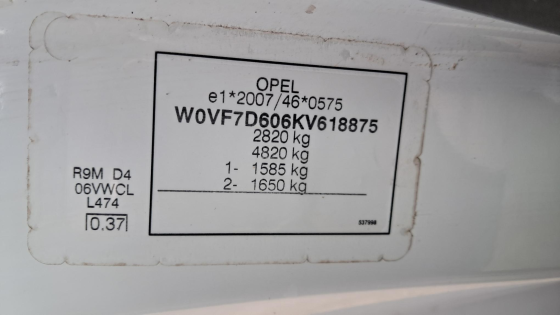 OPEL
e1*2007/46*0575
W0VF7D606KV618875
2820 kg
4820 kg
1- 1585 kg
2- 1650 kg
R9M D4
06VWCL
L474
0.37